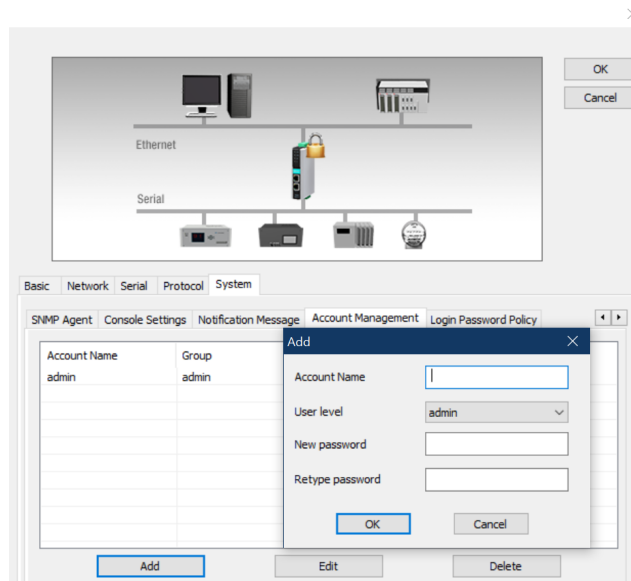 OK
Cancel
Ethernet
Serial
Basic Network Serial Protocol System
SNMP Agent Console Settings Notification Message Account Management Login Password Policy
Account Name Group
admin admin
Add
Account Name
User level admin
New password
Retype password
OK Cancel
Add Edit Delete